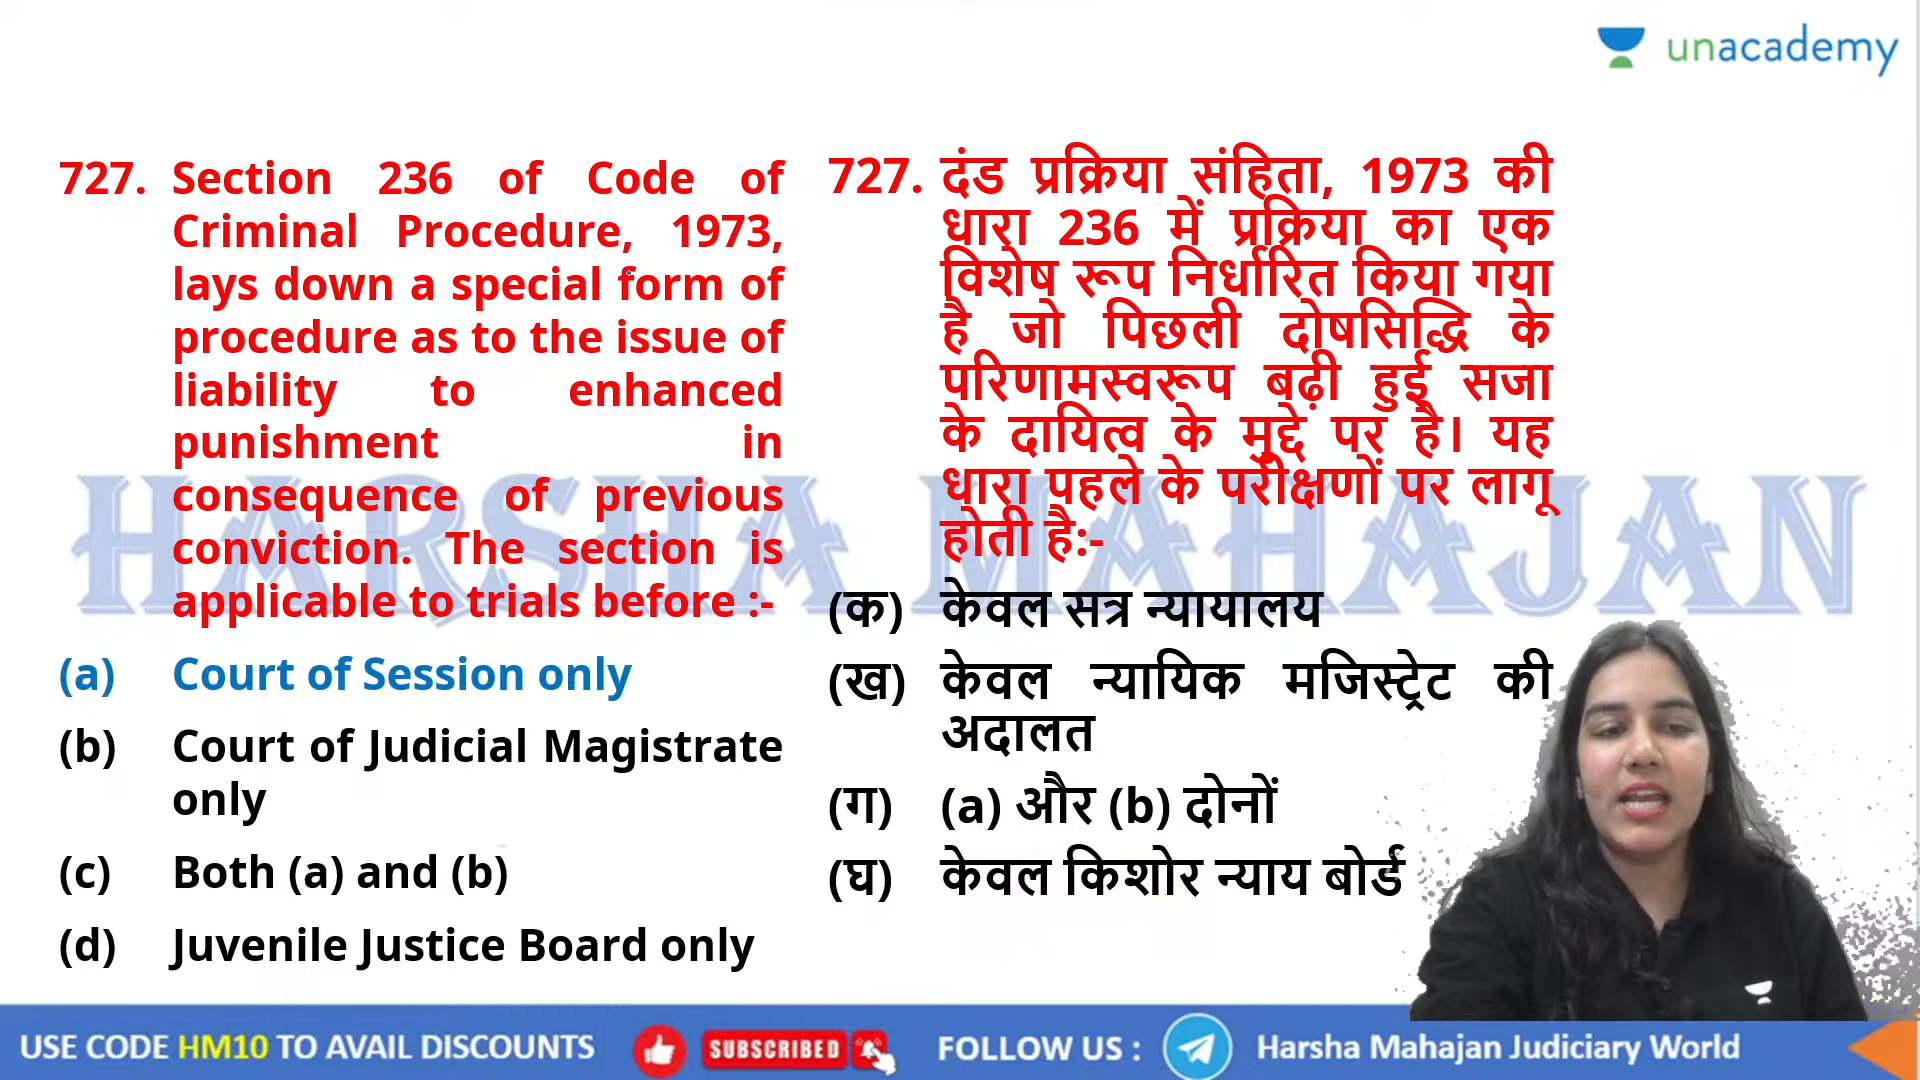 unacademy
727. Section 236 of Code of
Criminal Procedure, 1973,
lays down a special form of
procedure as to the issue of
liability to enhanced
punishment in
consequence of previous
conviction. The section is
applicable to trials before :-
(a) Court of Session only
(b) Court of Judicial Magistrate
only
(c) Both (a) and (b)
(d) Juvenile Justice Board only
727. दंड प्रक्रिया संहिता, 1973 की
धारा 236 में प्रक्रिया का एक
विशेष रूप निर्धारित किया गया
है जो पिछली दोषसिद्धि के
परिणामस्वरूप बढ़ी हुई सजा
के दायित्व के मुद्दे पर है। यह
धारा पहले के परीक्षणों पर लागू
होती है:-
(क) केवल सत्र न्यायालय
(ख) केवल न्यायिक मजिस्ट्रेट की
अदालत
(ग) (a) और (b) दोनों
(घ) केवल किशोर न्याय बोर्ड
HARSHA MAHAJAN
USE CODE HM10 TO AVAIL DISCOUNTS
SUBSCRIBED
FOLLOW US :
Harsha Mahajan Judiciary World